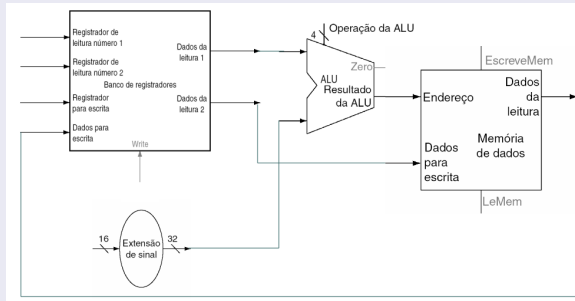 Registrador de
leitura número 1
Registrador de
leitura número 2
Banco de registradores
Registrador
para escrita
Dados para
escrita
Write
Dados da
leitura 1
Dados da
leitura 2
16
Extensão
de sinal
32
4
Operação da ALU
Zero
ALU
Resultado
da ALU
EscreveMem
Endereço
Dados
da
leitura
Dados
para
escrita
Memória
de dados
LeMem